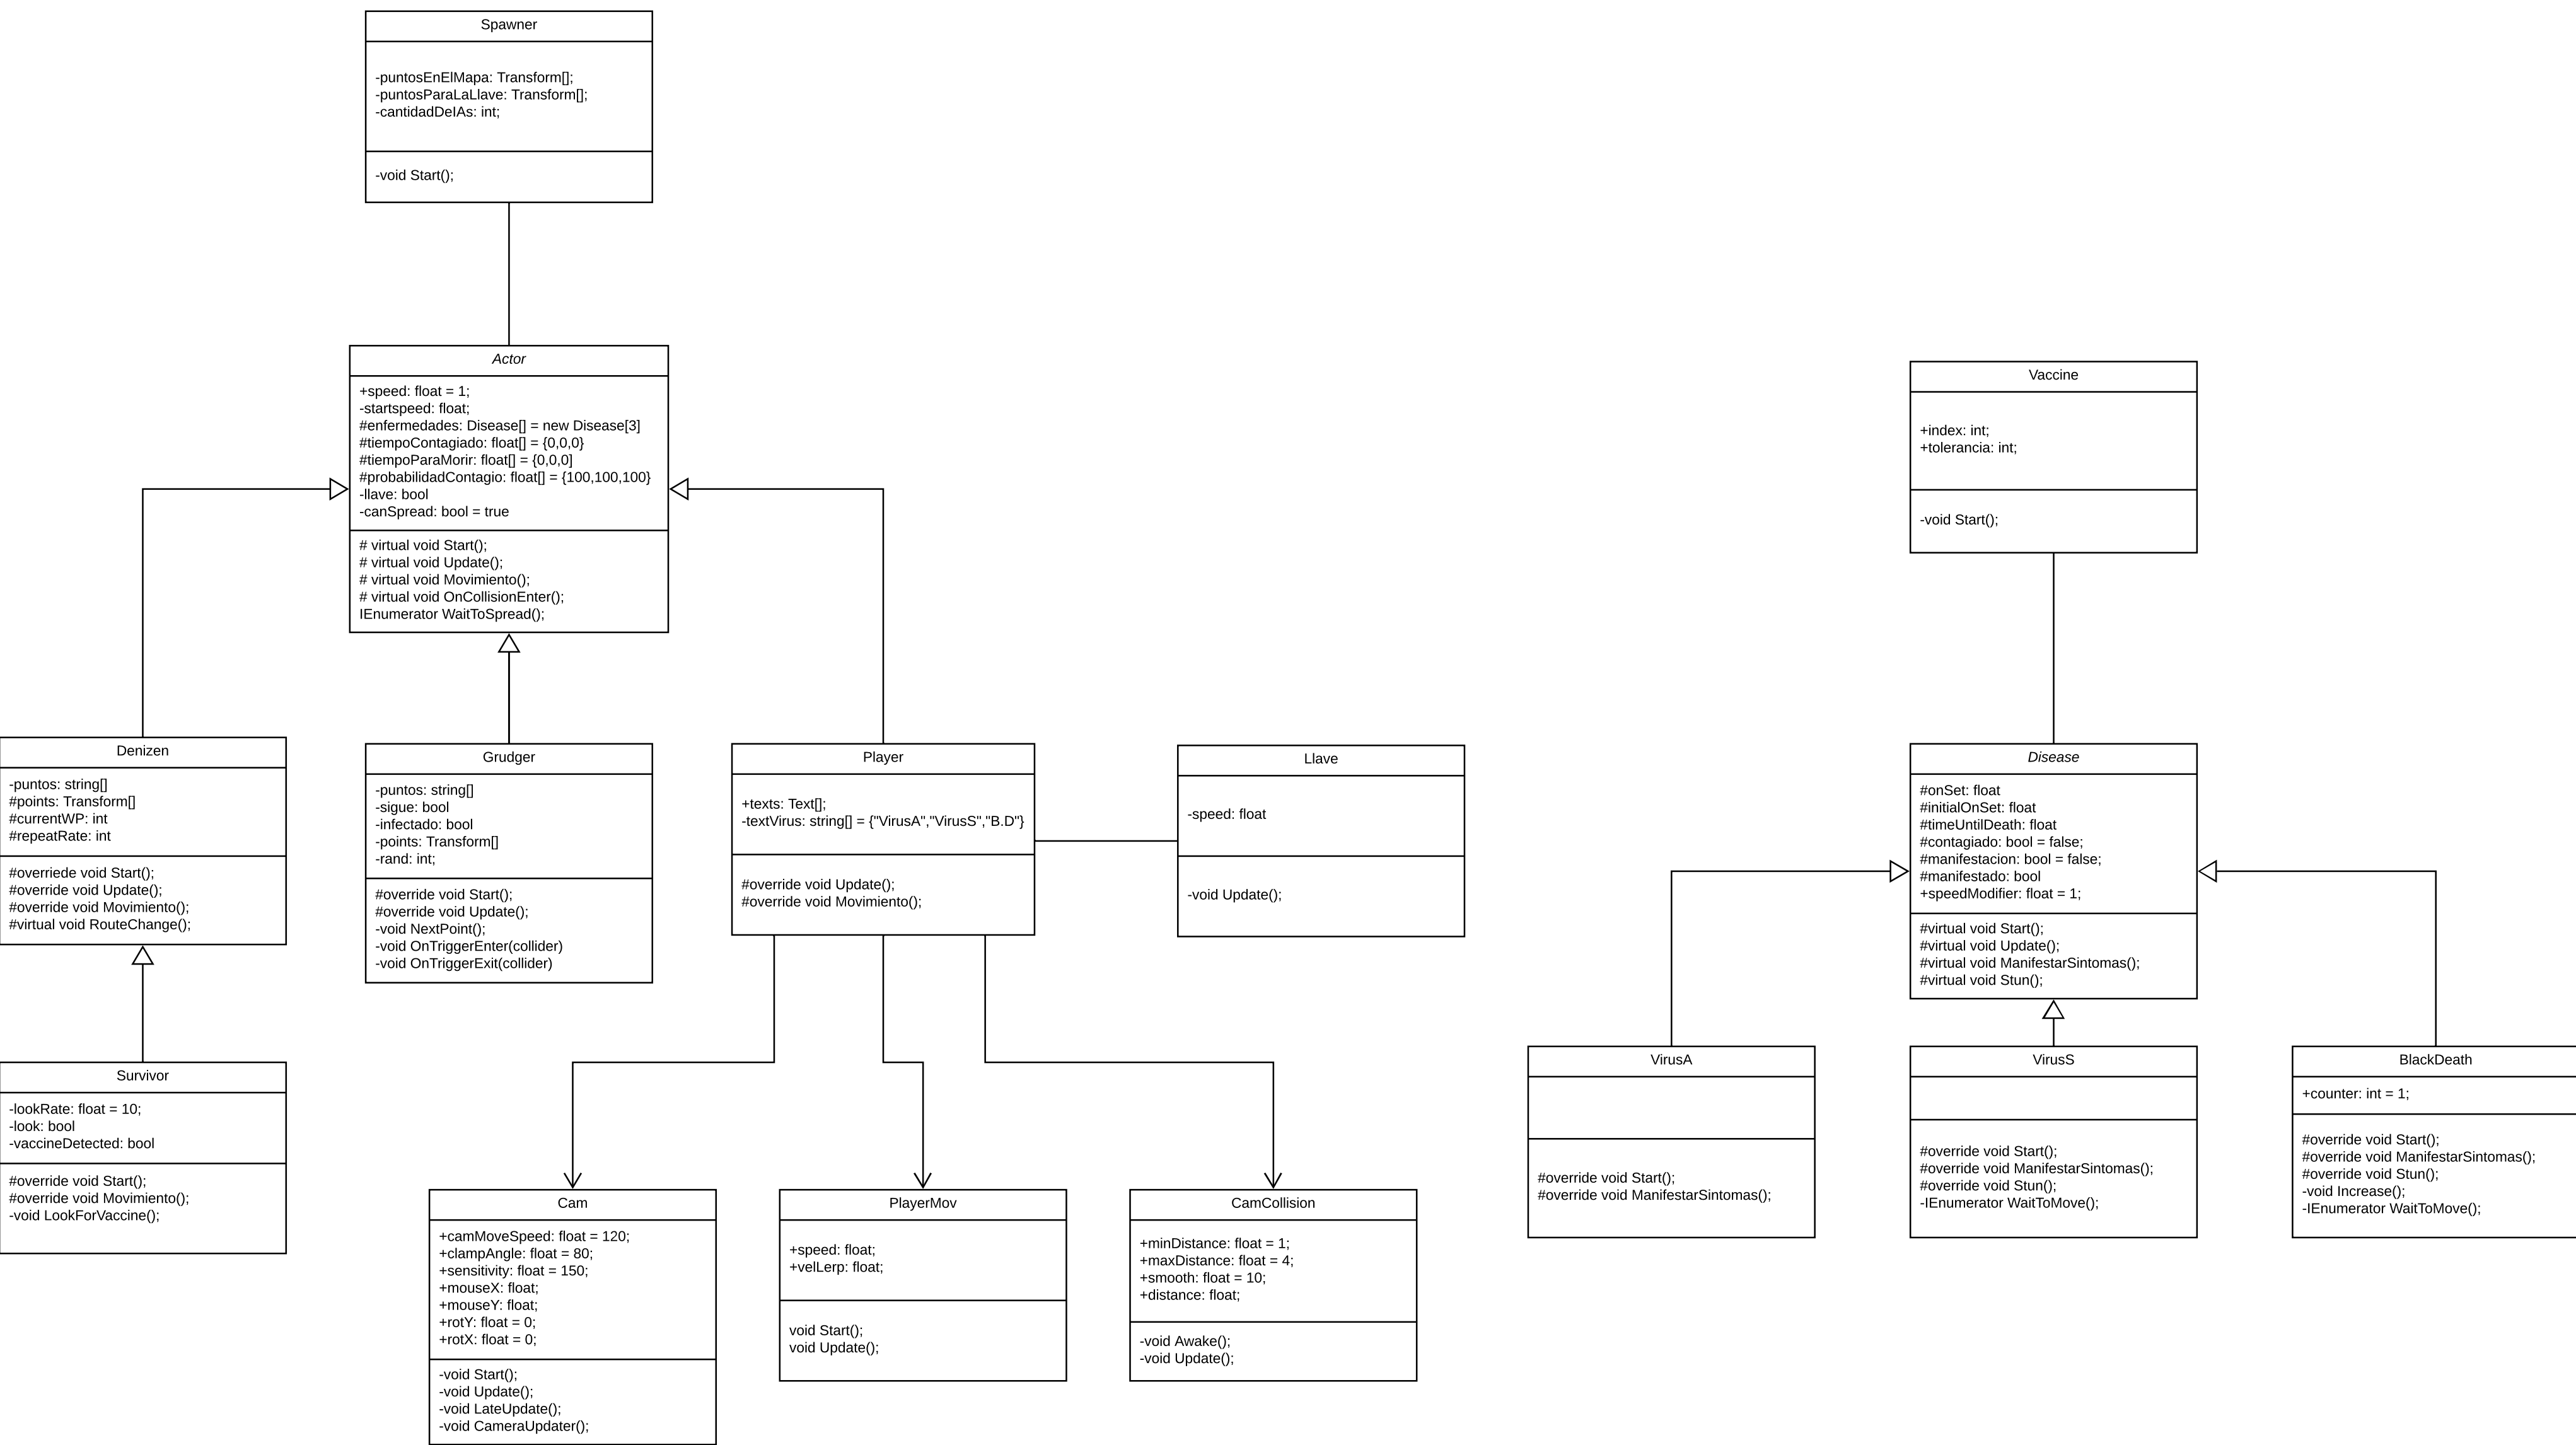 Spawner
-puntosEnElMapa: Transform[];
-puntosParaLaLlave: Transform[];
-cantidadDeIAs: int;
-void Start();
Actor
+speed: float = 1;
-startspeed: float;
#enfermedades: Disease[] = new Disease[3]
#tiempoContagiado: float[] = {0,0,0}
#tiempoParaMorir: float[] = {0,0,0]
#probabilidadContagio: float[] = {100,100,100}
-llave: bool
-canSpread: bool = true
# virtual void Start();
# virtual void Update();
# virtual void Movimiento();
# virtual void OnCollisionEnter();
IEnumerator WaitToSpread();
Vaccine
+index: int;
+tolerancia: int;
-void Start();
Denizen
-puntos: string[]
#points: Transform[]
#currentWP: int
#repeatRate: int
#overriede void Start();
#override void Update();
#override void Movimiento();
#virtual void RouteChange();
Grudger
-puntos: string[]
-sigue: bool
-infectado: bool
-points: Transform[]
-rand: int;
#override void Start();
#override void Update();
-void NextPoint();
-void OnTriggerEnter(collider)
-void OnTriggerExit(collider)
Player
+texts: Text[];
-textVirus: string[] = {"VirusA","VirusS","B.D"}
#override void Update();
#override void Movimiento();
Llave
-speed: float
-void Update();
Disease
#onSet: float
#initialOnSet: float
#timeUntilDeath: float
#contagiado: bool = false;
#manifestacion: bool = false;
#manifestado: bool
+speedModifier: float = 1;
#virtual void Start();
#virtual void Update();
#virtual void ManifestarSintomas();
#virtual void Stun();
Survivor
-lookRate: float = 10;
-look: bool
-vaccineDetected: bool
#override void Start();
#override void Movimiento();
-void LookForVaccine();
Cam
+camMoveSpeed: float = 120;
+clampAngle: float = 80;
+sensitivity: float = 150;
+mouseX: float;
+mouseY: float;
+rotY: float = 0;
+rotX: float = 0;
-void Start();
-void Update();
-void LateUpdate();
-void CameraUpdater();
PlayerMov
+speed: float;
+velLerp: float;
void Start();
void Update();
CamCollision
+minDistance: float = 1;
+maxDistance: float = 4;
+smooth: float = 10;
+distance: float;
-void Awake();
-void Update();
VirusA
#override void Start();
#override void ManifestarSintomas();
VirusS
#override void Start();
#override void ManifestarSintomas();
#override void Stun();
-IEnumerator WaitToMove();
BlackDeath
+counter: int = 1;
#override void Start();
#override void ManifestarSintomas();
#override void Stun();
-void Increase();
-IEnumerator WaitToMove();